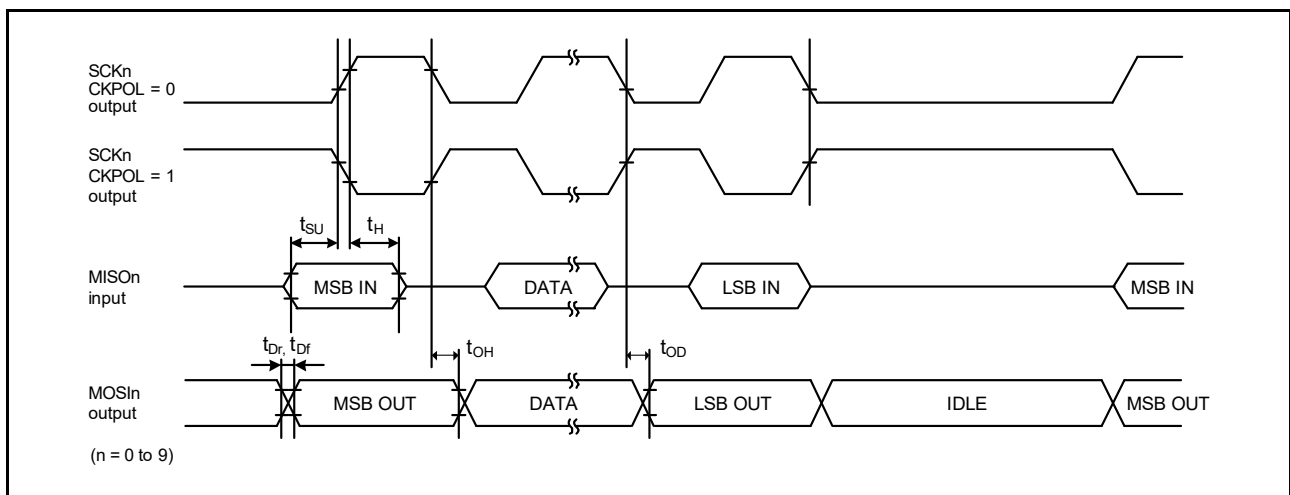 SCKn
CKPOL = 0
output
SCKn
CKPOL = 1
output
tSU
tH
MISOn
input
MSB IN
DATA
LSB IN
MSB IN
tDr, tDf
tOH
tOD
MOSIn
output
MSB OUT
DATA
LSB OUT
IDLE
MSB OUT
(n = 0 to 9)